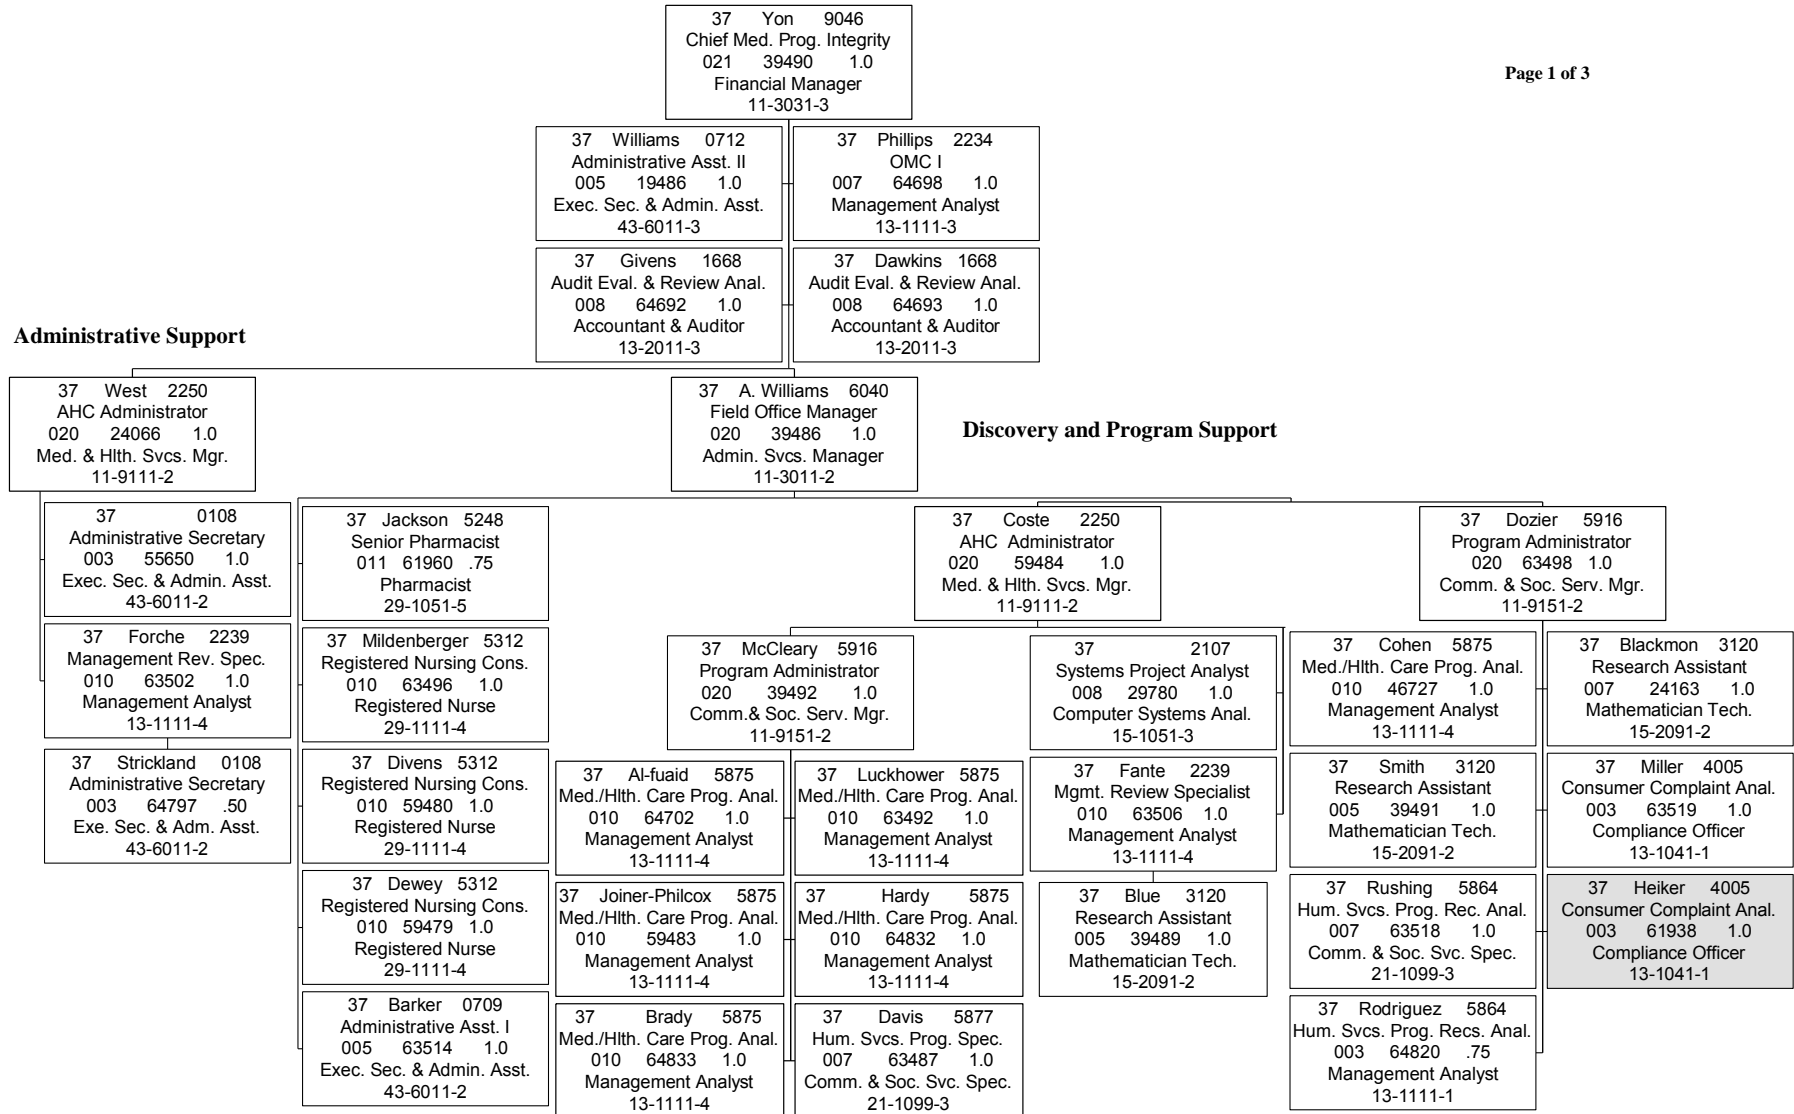 37 Yon 9046
Chief Med. Prog. Integrity
021 39490 1.0
Financial Manager
11-3031-3
Page 1 of 3
37 Williams 0712
Administrative Asst. II
005 19486 1.0
Exec. Sec. & Admin. Asst.
43-6011-3
37 Phillips 2234
OMC I
007 64698 1.0
Management Analyst
13-1111-3
37 Givens 1668
Audit Eval. & Review Anal.
008 64692 1.0
Accountant & Auditor
13-2011-3
37 Dawkins 1668
Audit Eval. & Review Anal.
008 64693 1.0
Accountant & Auditor
13-2011-3
Administrative Support
37 West 2250
AHC Administrator
020 24066 1.0
Med. & Hlth. Svcs. Mgr.
11-9111-2
37 A. Williams 6040
Field Office Manager
020 39486 1.0
Admin. Svcs. Manager
11-3011-2
Discovery and Program Support
37 0108
Administrative Secretary
003 55650 1.0
Exec. Sec. & Admin. Asst.
43-6011-2
37 Forche 2239
Management Rev. Spec.
010 63502 1.0
Management Analyst
13-1111-4
37 Strickland 0108
Administrative Secretary
003 64797 .50
Exe. Sec. & Adm. Asst.
43-6011-2
37 Jackson 5248
Senior Pharmacist
011 61960 .75
Pharmacist
29-1051-5
37 Mildenberger 5312
Registered Nursing Cons.
010 63496 1.0
Registered Nurse
29-1111-4
37 Divens 5312
Registered Nursing Cons.
010 59480 1.0
Registered Nurse
29-1111-4
37 Dewey 5312
Registered Nursing Cons.
010 59479 1.0
Registered Nurse
29-1111-4
37 Barker 0709
Administrative Asst. I
005 63514 1.0
Exec. Sec. & Admin. Asst.
43-6011-2
37 Coste 2250
AHC Administrator
020 59484 1.0
Med. & Hlth. Svcs. Mgr.
11-9111-2
37 McCleary 5916
Program Administrator
020 39492 1.0
Comm.& Soc. Serv. Mgr.
11-9151-2
37 Al-fuaid 5875
Med./Hlth. Care Prog. Anal.
010 64702 1.0
Management Analyst
13-1111-4
37 Luckhower 5875
Med./Hlth. Care Prog. Anal.
010 63492 1.0
Management Analyst
13-1111-4
37 Joiner-Philcox 5875
Med./Hlth. Care Prog. Anal.
010 59483 1.0
Management Analyst
13-1111-4
37 Hardy 5875
Med./Hlth. Care Prog. Anal.
010 64832 1.0
Management Analyst
13-1111-4
37 Brady 5875
Med./Hlth. Care Prog. Anal.
010 64833 1.0
Management Analyst
13-1111-4
37 Davis 5877
Hum. Svcs. Prog. Spec.
007 63487 1.0
Comm. & Soc. Svc. Spec.
21-1099-3
37 2107
Systems Project Analyst
008 29780 1.0
Computer Systems Anal.
15-1051-3
37 Fante 2239
Mgmt. Review Specialist
010 63506 1.0
Management Analyst
13-1111-4
37 Blue 3120
Research Assistant
005 39489 1.0
Mathematician Tech.
15-2091-2
37 Dozier 5916
Program Administrator
020 63498 1.0
Comm. & Soc. Serv. Mgr.
11-9151-2
37 Cohen 5875
Med./Hlth. Care Prog. Anal.
010 46727 1.0
Management Analyst
13-1111-4
37 Blackmon 3120
Research Assistant
007 24163 1.0
Mathematician Tech.
15-2091-2
37 Smith 3120
Research Assistant
005 39491 1.0
Mathematician Tech.
15-2091-2
37 Miller 4005
Consumer Complaint Anal.
003 63519 1.0
Compliance Officer
13-1041-1
37 Rushing 5864
Hum. Svcs. Prog. Rec. Anal.
007 63518 1.0
Comm. & Soc. Svc. Spec.
21-1099-3
37 Heiker 4005
Consumer Complaint Anal.
003 61938 1.0
Compliance Officer
13-1041-1
37 Rodriguez 5864
Hum. Svcs. Prog. Recs. Anal.
003 64820 .75
Management Analyst
13-1111-1